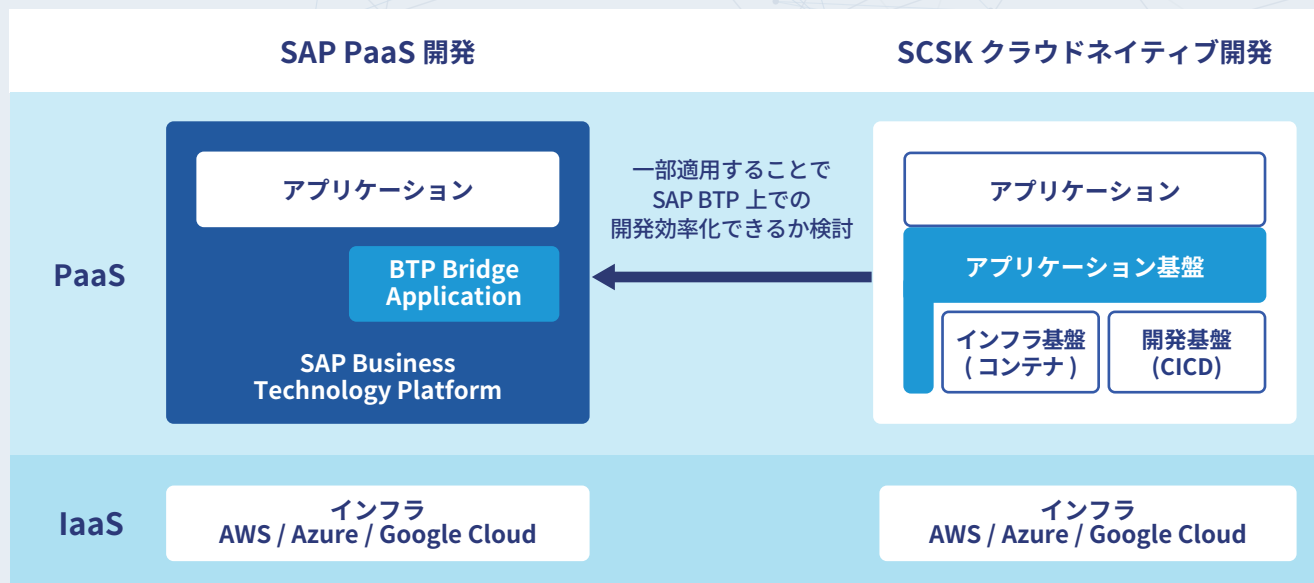 SAP PaaS 開発
SCSK クラウドネイティブ開発
PaaS
アプリケーション
BTP Bridge
Application
SAP Business
Technology Platform
一部適用することで
SAP BTP 上での
開発効率化できるか検討
アプリケーション
アプリケーション基盤
インフラ基盤
( コンテナ )
開発基盤
(CICD)
IaaS
インフラ
AWS / Azure / Google Cloud
インフラ
AWS / Azure / Google Cloud